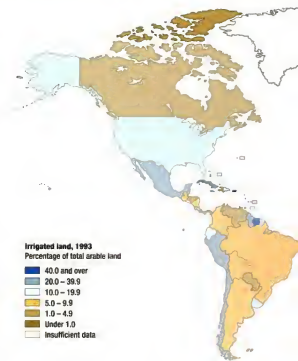 Irrigated land, 1993
Percentage of total arable land
40.0 and over
20.0 – 39.9
10.0 – 19.9
5.0 – 9.9
1.0 – 4.9
Under 1.0
Insufficient data